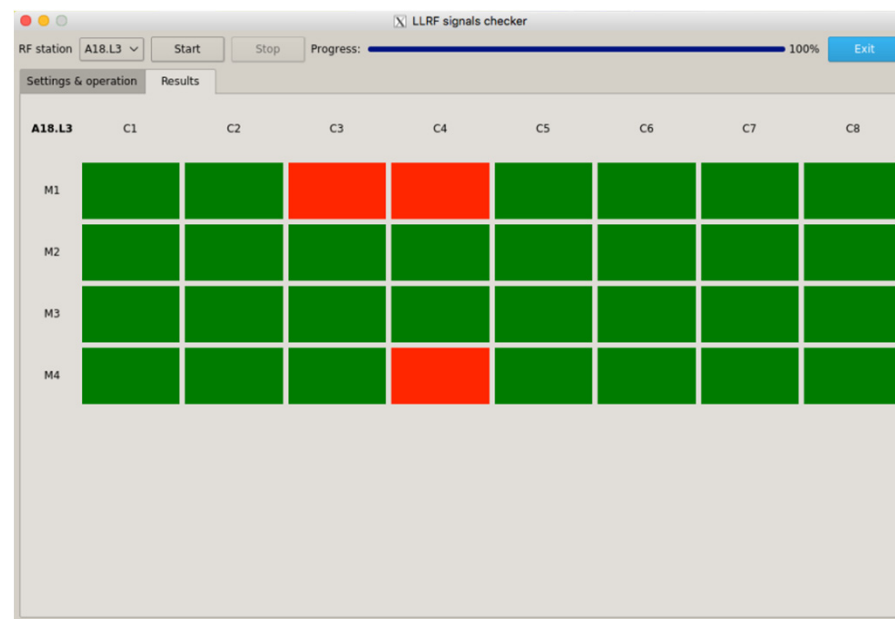 X LLRF signals checker
RF station A18.L3 Start Stop Progress: 100% Exit
Settings & operation Results
A18.L3 C1 C2 C3 C4 C5 C6 C7 C8
M1
M2
M3
M4